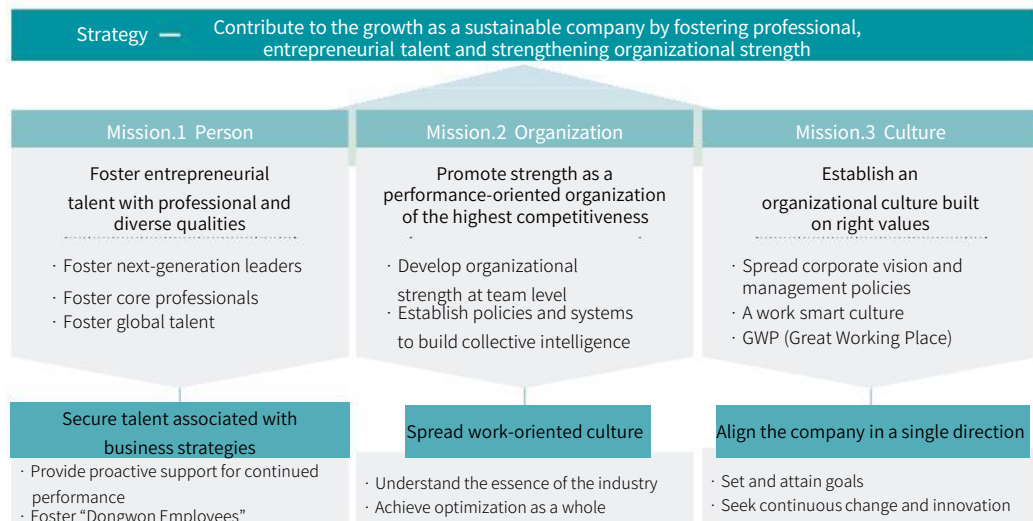 Strategy — Contribute to the growth as a sustainable company by fostering professional,
entrepreneurial talent and strengthening organizational strength
Mission.1 Person
Foster entrepreneurial
talent with professional and
diverse qualities
· Foster next-generation leaders
· Foster core professionals
· Foster global talent
Secure talent associated with
business strategies
· Provide proactive support for continued
performance
· Foster “Dongwon Employees”
Mission.2 Organization
Promote strength as a
performance-oriented organization
of the highest competitiveness
· Develop organizational
strength at team level
· Establish policies and systems
to build collective intelligence
Spread work-oriented culture
· Understand the essence of the industry
· Achieve optimization as a whole
Mission.3 Culture
Establish an
organizational culture built
on right values
· Spread corporate vision and
management policies
· A work smart culture
· GWP (Great Working Place)
Align the company in a single direction
· Set and attain goals
· Seek continuous change and innovation